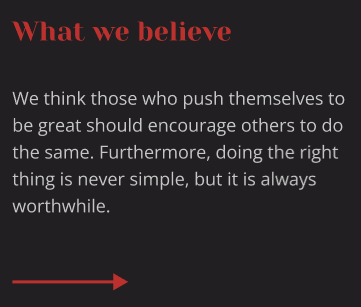 What we believe
We think those who push themselves to
be great should encourage others to do
the same. Furthermore, doing the right
thing is never simple, but it is always
worthwhile.